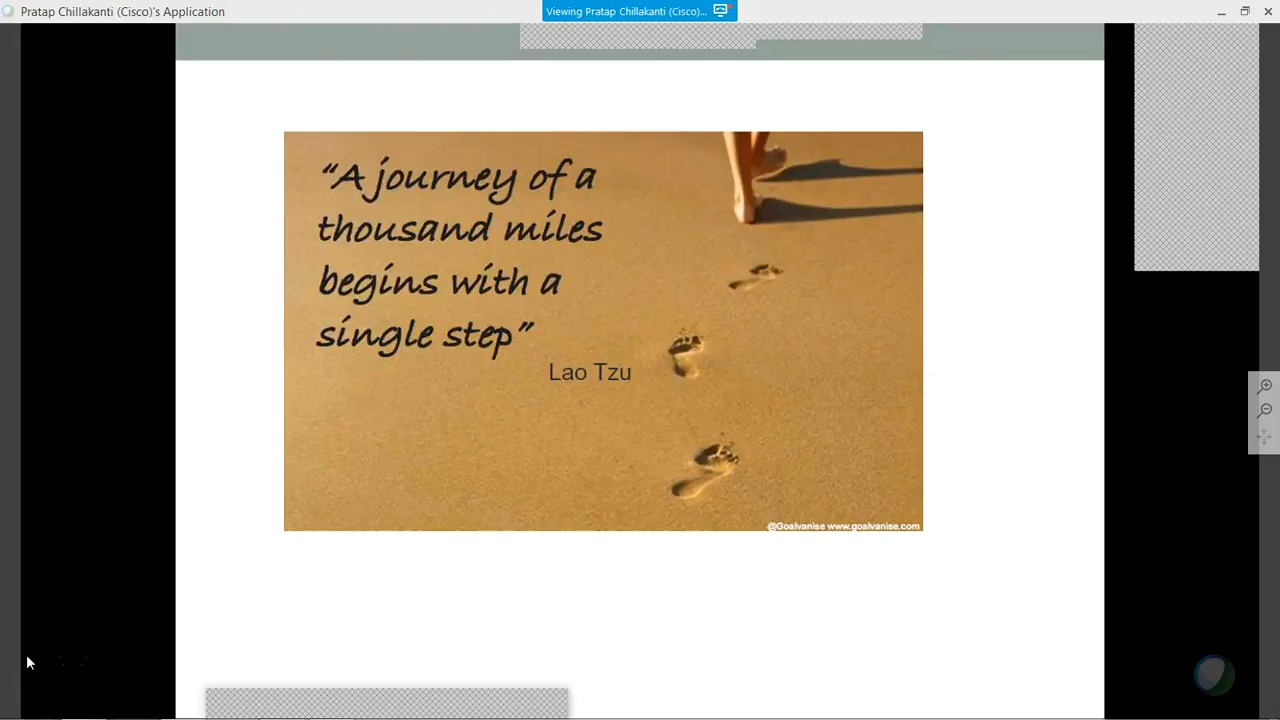 Pratap Chillakanti (Cisco)'s Application
Viewing Pratap Chillakanti (Cisco)...
“A journey of a
thousand miles
begins with a
single step”
Lao Tzu
@Goalvanise www.goalvanise.com